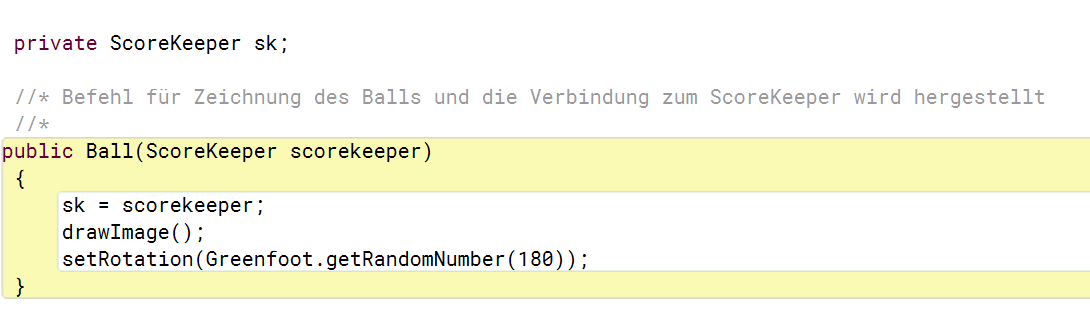 private ScoreKeeper sk;
//* Befehl für Zeichnung des Balls und die Verbindung zum ScoreKeeper wird hergestellt
//*
public Ball(ScoreKeeper scorekeeper)
{
sk = scorekeeper;
drawImage();
setRotation(Greenfoot.getRandomNumber(180));
}